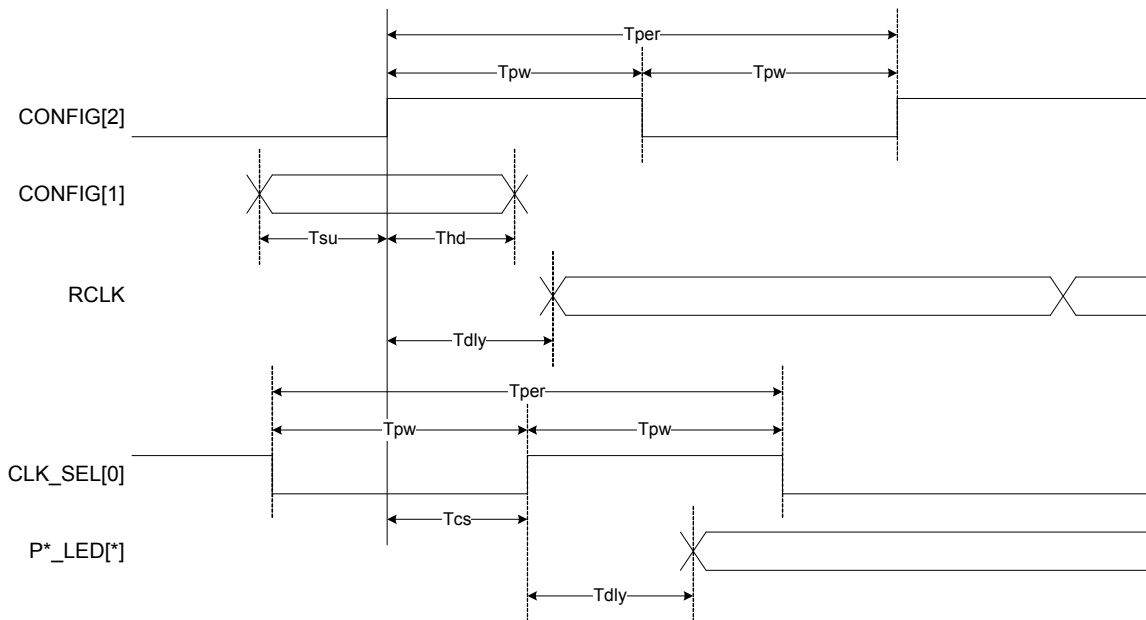 Tper
Tpw Tpw
CONFIG[2]
CONFIG[1]
Tsu Thd
RCLK
Tdly
Tper
Tpw Tpw
CLK_SEL[0]
Tcs
P*_LED[*]
Tdly